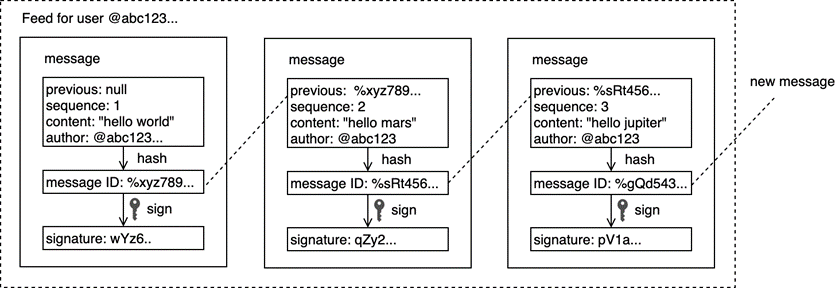 Feed for user @abc123...
message
previous: null
sequence: 1
content: "hello world"
author: @abc123...
hash
message ID: %xyz789...
sign
signature: wYz6..
message
previous:  %xyz789...
sequence: 2
content: "hello mars"
author: @abc123
hash
message ID: %sRt456...
sign
signature: qZy2...
message
previous: %sRt456...
sequence: 3
content: "hello jupiter"
author: @abc123
hash
message ID: %gQd543...
sign
signature: pV1a...
new message